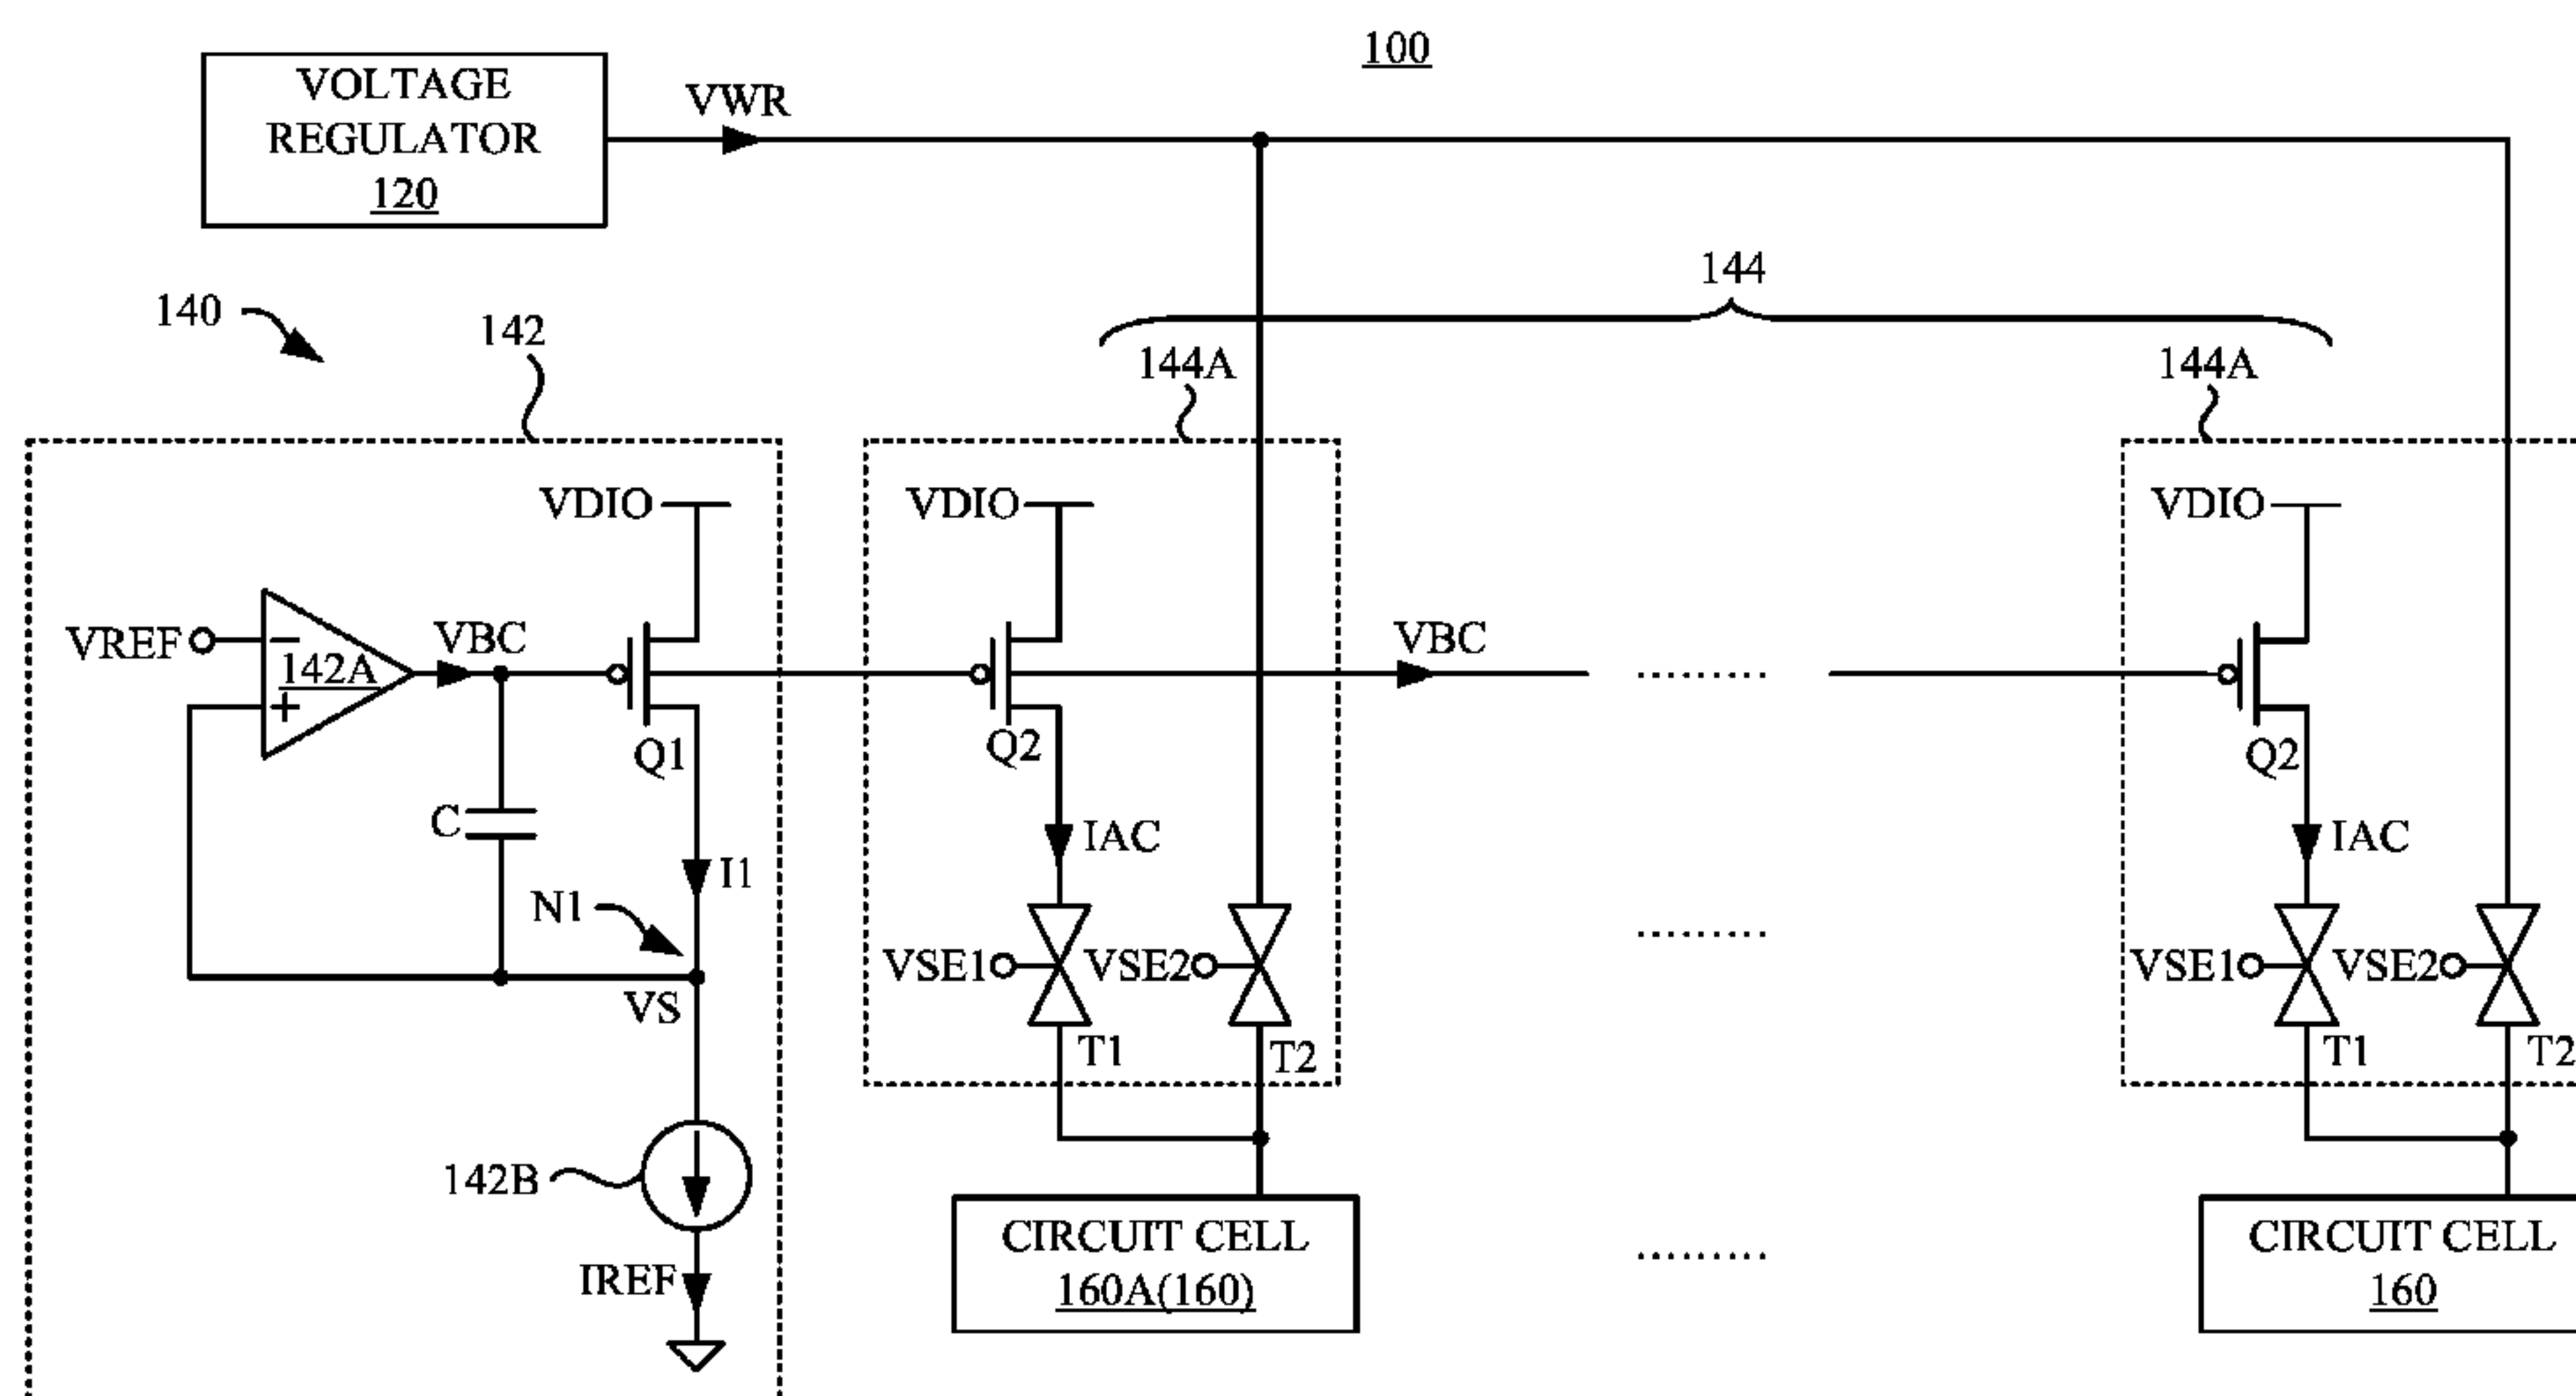 100
VOLTAGE
REGULATOR
120
VWR
144
140
142
144A
144A
VDIO
VDIO
VDIO
VREF
−
142A
+
VBC
VBC
Q1
Q2
Q2
C
I1
IAC
IAC
N1
VS
VSE1
VSE2
VSE1
VSE2
T1
T2
T1
T2
142B
IREF
CIRCUIT CELL
160A(160)
CIRCUIT CELL
160